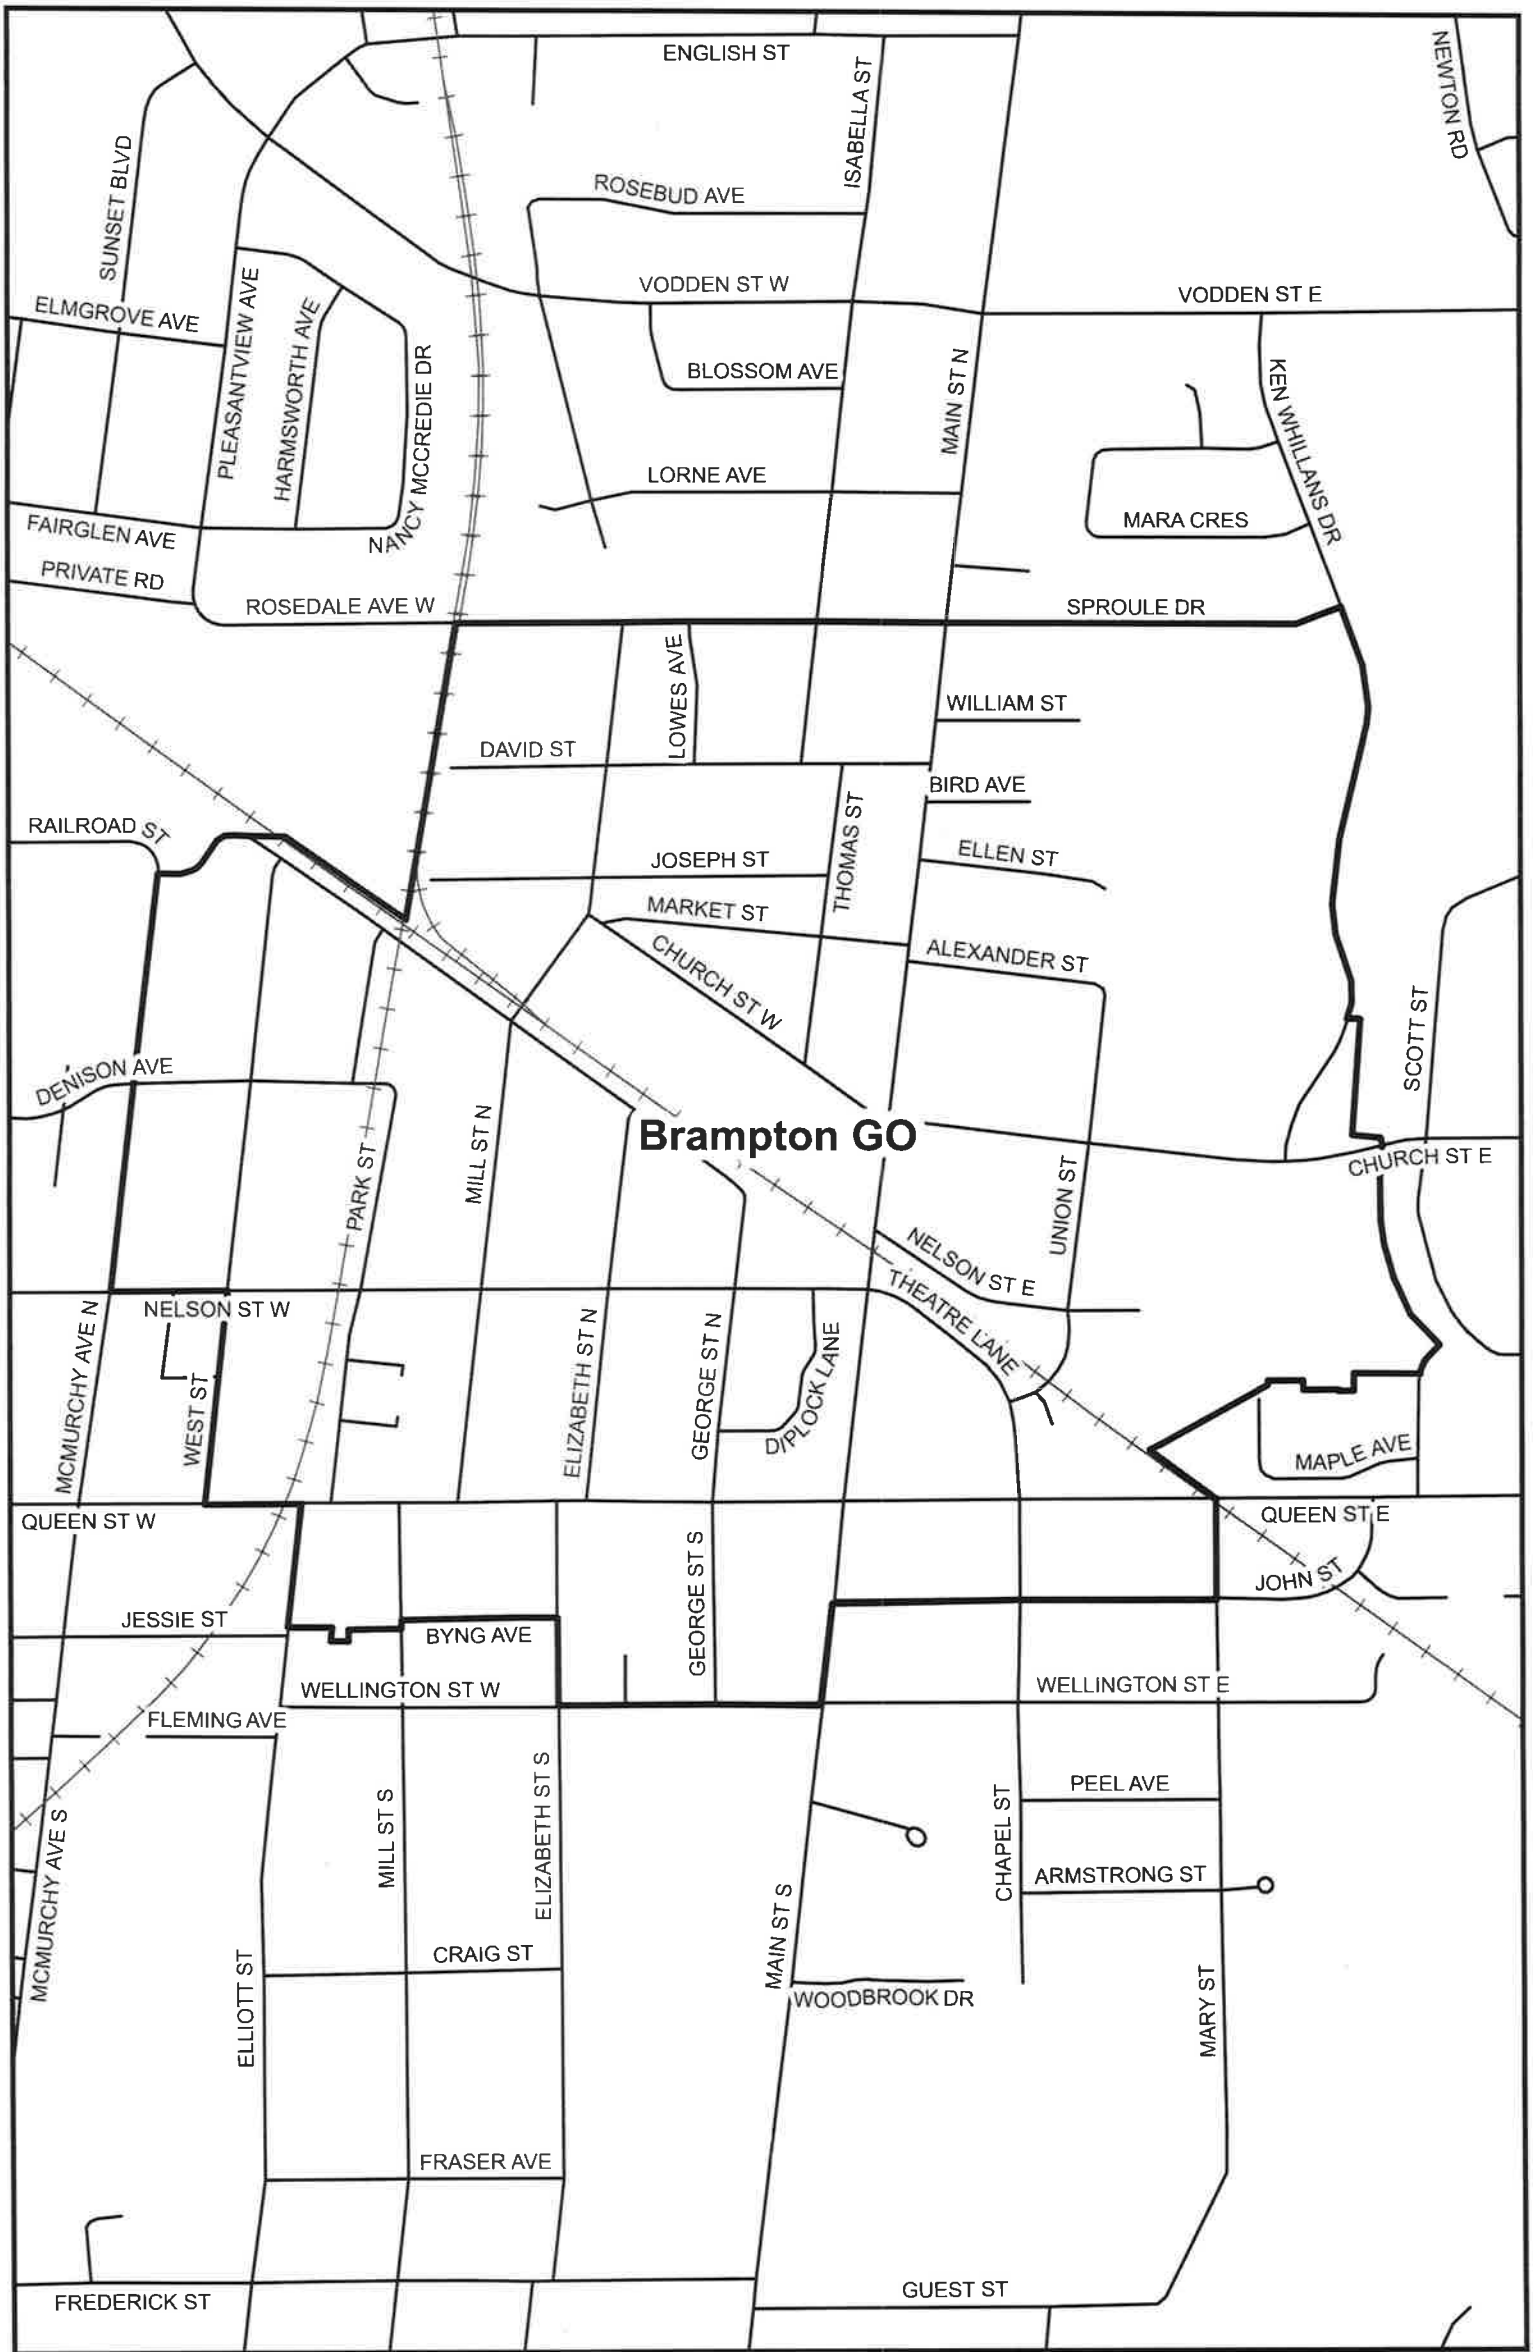 ENGLISH ST
NEWTON RD
ISABELLA ST
SUNSET BLVD
ROSEBUD AVE
VODDEN ST W
VODDEN ST E
ELMGROVE AVE
PLEASANTVIEW AVE
HARMSWORTH AVE
NANCY MCCREDIE DR
BLOSSOM AVE
MAIN ST N
KEN WHILLANS DR
LORNE AVE
MARA CRES
FAIRGLEN AVE
PRIVATE RD
ROSEDALE AVE W
SPROULE DR
LOWES AVE
WILLIAM ST
DAVID ST
BIRD AVE
RAILROAD ST
THOMAS ST
JOSEPH ST
ELLEN ST
MARKET ST
CHURCH ST W
ALEXANDER ST
SCOTT ST
DENISON AVE
MILL ST N
Brampton GO
PARK ST
UNION ST
CHURCH ST E
NELSON ST E
THEATRE LANE
NELSON ST W
MCMURCHY AVE N
WEST ST
ELIZABETH ST N
GEORGE ST N
DIPLOCK LANE
MAPLE AVE
QUEEN ST W
QUEEN ST E
GEORGE ST S
JOHN ST
JESSIE ST
BYNG AVE
WELLINGTON ST W
WELLINGTON ST E
FLEMING AVE
MCMURCHY AVE S
MILL ST S
ELIZABETH ST S
PEEL AVE
CHAPEL ST
ARMSTRONG ST
MAIN ST S
CRAIG ST
ELLIOTT ST
WOODBROOK DR
MARY ST
FRASER AVE
FREDERICK ST
GUEST ST